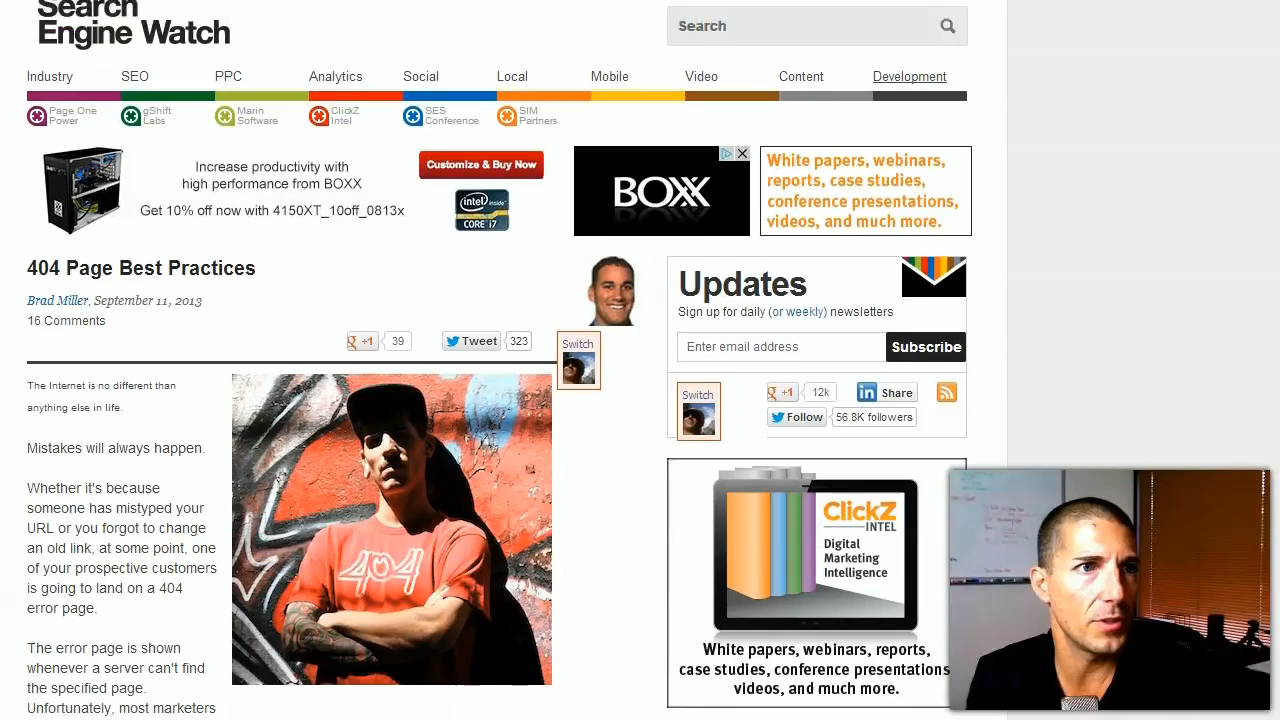 Search
Engine Watch
Search
Industry
SEO
PPC
Analytics
Social
Local
Mobile
Video
Content
Development
Page One
Power
gShift
Labs
Marin
Software
ClickZ
Intel
SES
Conference
SIM
Partners
Increase productivity with
high performance from BOXX
Get 10% off now with 4150XT_10off_0813x
Customize & Buy Now
intel inside
CORE i7
BOXX
White papers, webinars,
reports, case studies,
conference presentations,
videos, and much more.
404 Page Best Practices
Brad Miller, September 11, 2013
16 Comments
g +1 39
Tweet 323
Switch
The Internet is no different than
anything else in life.
Mistakes will always happen.
Whether it's because
someone has mistyped your
URL or you forgot to change
an old link, at some point, one
of your prospective customers
is going to land on a 404
error page.
The error page is shown
whenever a server can't find
the specified page.
Unfortunately, most marketers
404
Updates
Sign up for daily (or weekly) newsletters
Enter email address
Subscribe
Switch
g +1 12k
in Share
Follow 56.8K followers
ClickZ
INTEL
Digital
Marketing
Intelligence
White papers, webinars, reports,
case studies, conference presentations
videos, and much more.